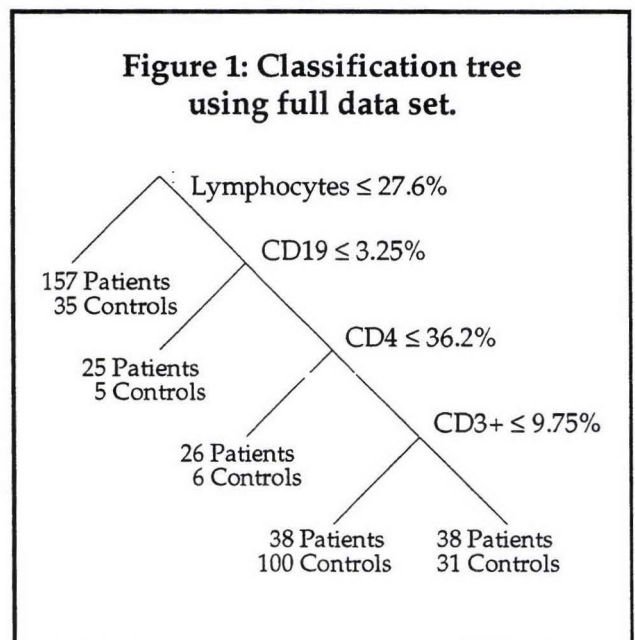 Figure 1: Classification tree
using full data set.
Lymphocytes ≤ 27.6%
CD19 ≤ 3.25%
157 Patients
35 Controls
CD4 ≤ 36.2%
25 Patients
5 Controls
CD3+ ≤ 9.75%
26 Patients
6 Controls
38 Patients
100 Controls
38 Patients
31 Controls